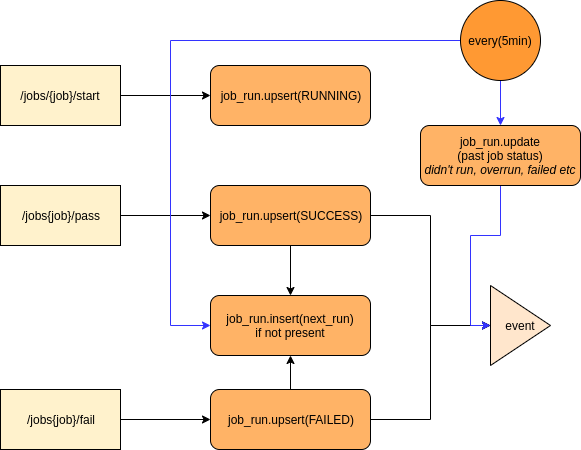 every(5min)
/jobs/{job}/start
job_run.upsert(RUNNING)
job_run.update
(past job status)
didn't run, overrun, failed etc
/jobs{job}/pass
job_run.upsert(SUCCESS)
job_run.insert(next_run)
if not present
event
/jobs{job}/fail
job_run.upsert(FAILED)